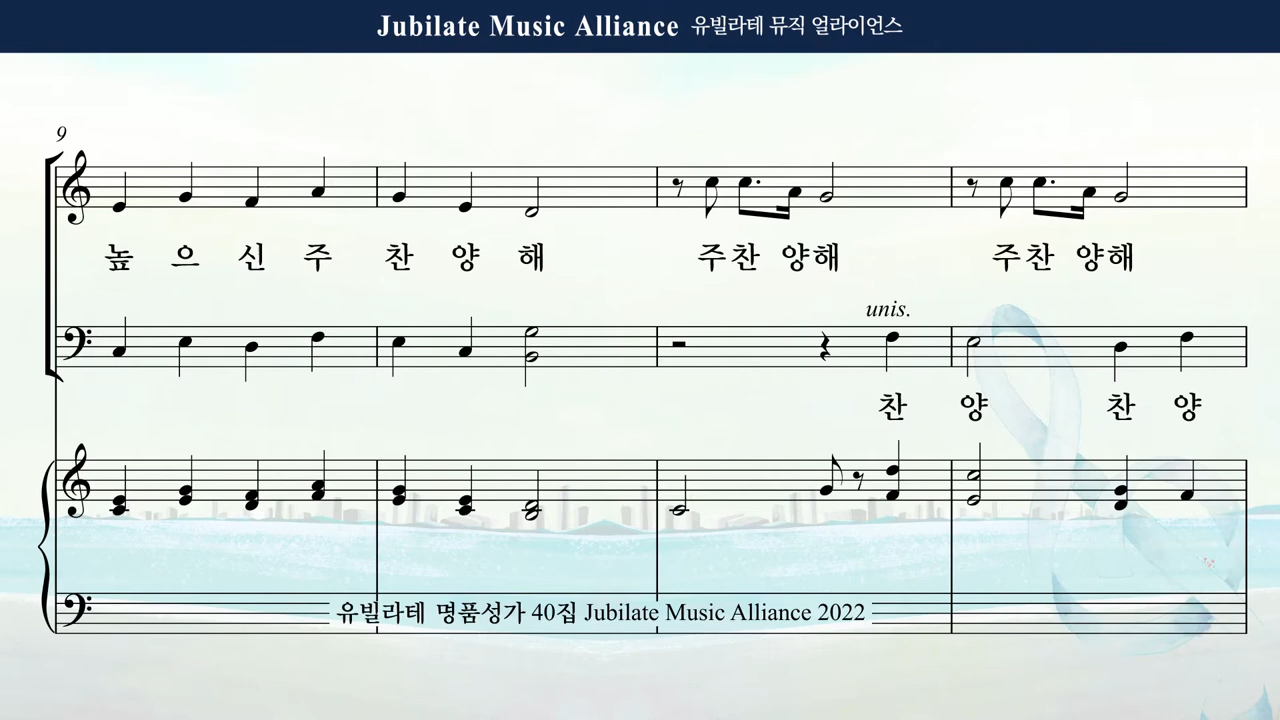 Jubilate Music Alliance 유빌라테 뮤직 얼라이언스
9
높 으 신 주 찬 양 해 주찬 양해 주찬 양해
unis.
찬 양 찬 양
유빌라테 명품성가 40집 Jubilate Music Alliance 2022